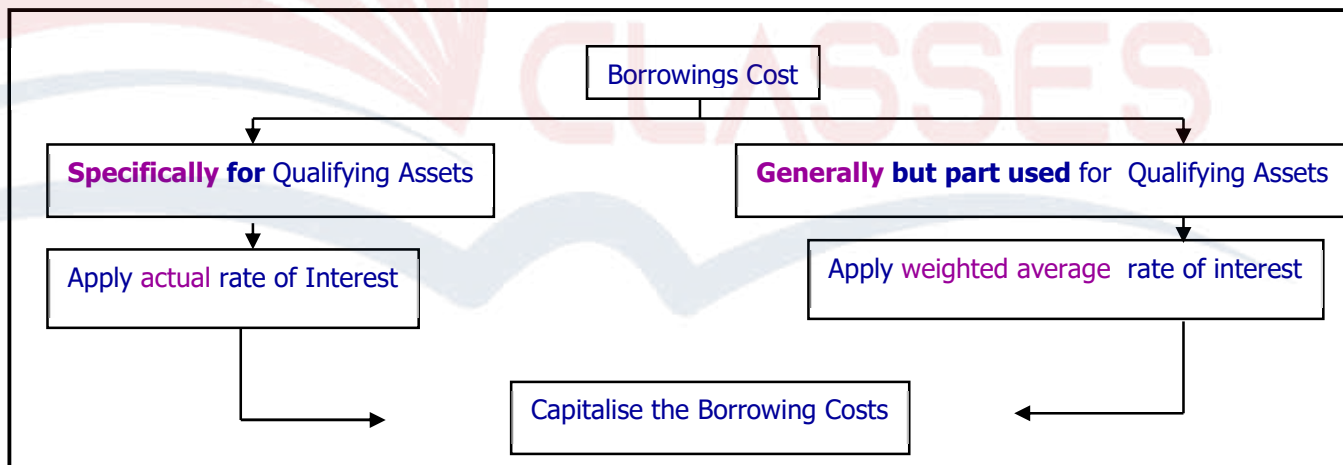 CLASSES
Borrowings Cost
Specifically for Qualifying Assets
Generally but part used for Qualifying Assets
Apply actual rate of Interest
Apply weighted average rate of interest
Capitalise the Borrowing Costs